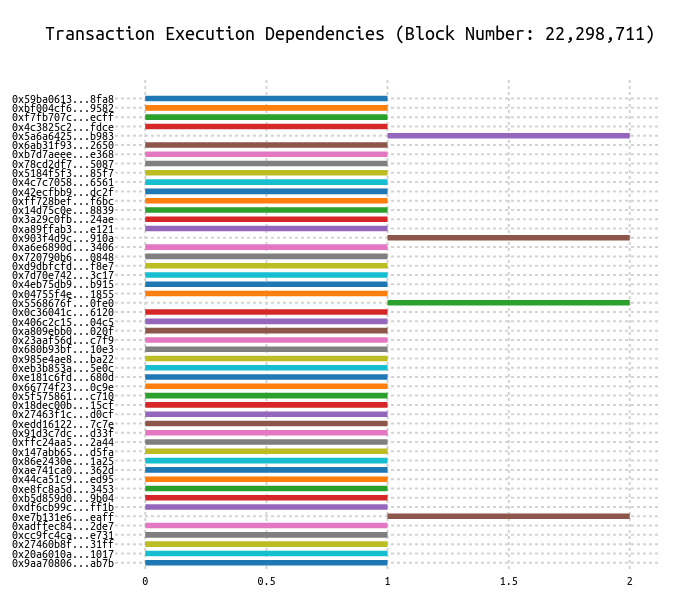 Transaction Execution Dependencies (Block Number: 22,298,711)
0x59ba0613...8fa8
0xbf004cf6...9582
0xf7fb707c...ecff
0x4c3825c2...fdce
0x5a6a6425...b983
0x6ab31f93...2650
0xb7d7aeee...e368
0x78cd2df7...5087
0x5184f5f3...85f7
0x4c7c7058...6561
0x42ecfbb9...dc2f
0xff728bef...f6bc
0x14d75c0e...8839
0x3a29c0fb...24ae
0xa89ffab3...e121
0x903f4d9c...910a
0xa6e6890d...3406
0x720790b6...0848
0xd9dbfcfd...f8e7
0x7d70e742...3c17
0x4eb75db9...b915
0x04755f4e...1855
0x5568676f...0fe0
0x0c36041c...6120
0x406c2c15...04c5
0xa809ebb0...020f
0x23aaf56d...c7f9
0x680b93bf...10e3
0x985e4ae8...ba22
0xeb3b853a...5e0c
0xe181c6fd...680d
0x66774f23...0c9e
0x5f575861...c710
0x18dec00b...15cf
0x27463f1c...d0cf
0xedd16122...7c7e
0x91d3c7dc...d33f
0xffc24aa5...2a44
0x147abb65...d5fa
0x86e2430e...1a25
0xae741ca0...362d
0x44ca51c9...ed95
0xe8fc8a5d...3453
0xb5d859d0...9b04
0xdf6cb99c...ff1b
0xe7b131e6...eaff
0xadffec84...2de7
0xcc9fc4ca...e731
0x27460b8f...31ff
0x20a6010a...1017
0x9aa70806...ab7b
0 0.5 1 1.5 2